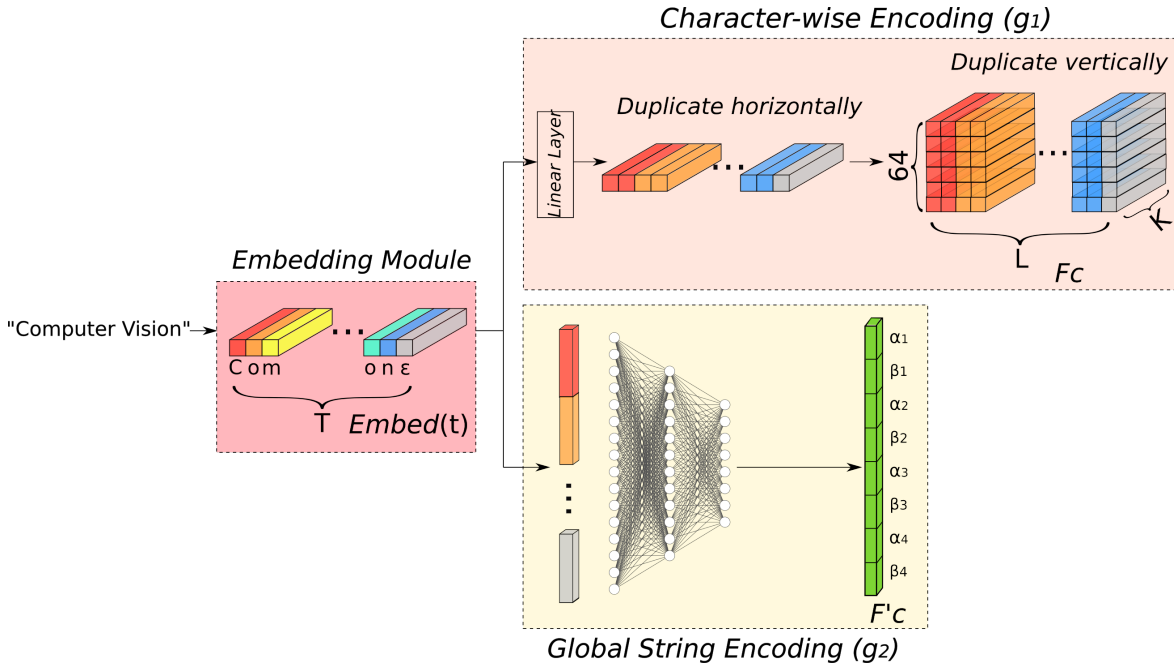 Character-wise Encoding (g1)
Duplicate vertically
Duplicate horizontally
Linear Layer
...
...
64
K
L
Fc
Embedding Module
"Computer Vision"
...
C o m
o n ε
T
Embed(t)
...
α1
β1
α2
β2
α3
β3
α4
β4
F'c
Global String Encoding (g2)